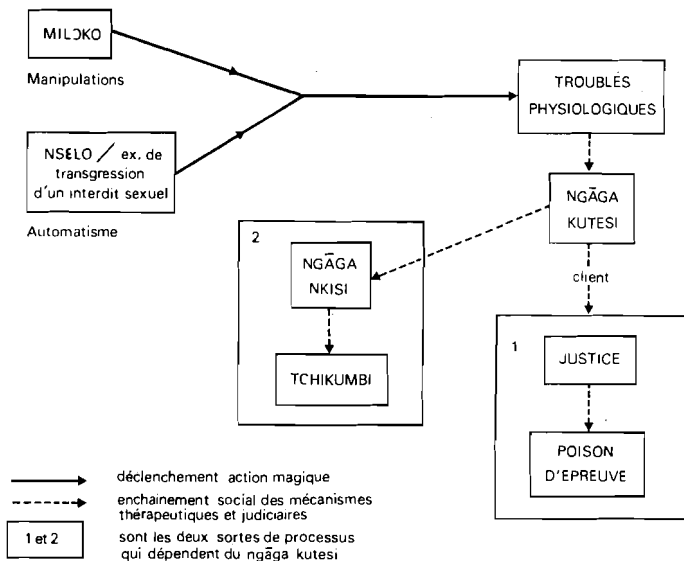 MILOKO
Manipulations
NSELO / ex. de
transgression
d'un interdit sexuel
Automatisme
TROUBLES
PHYSIOLOGIQUES
NGĀGA
KUTESI
client
2
NGĀGA
NKISI
TCHIKUMBI
1
JUSTICE
POISON
D'EPREUVE
déclenchement action magique
enchainement social des mécanismes
thérapeutiques et judiciaires
1 et 2
sont les deux sortes de processus
qui dépendent du ngāga kutesi